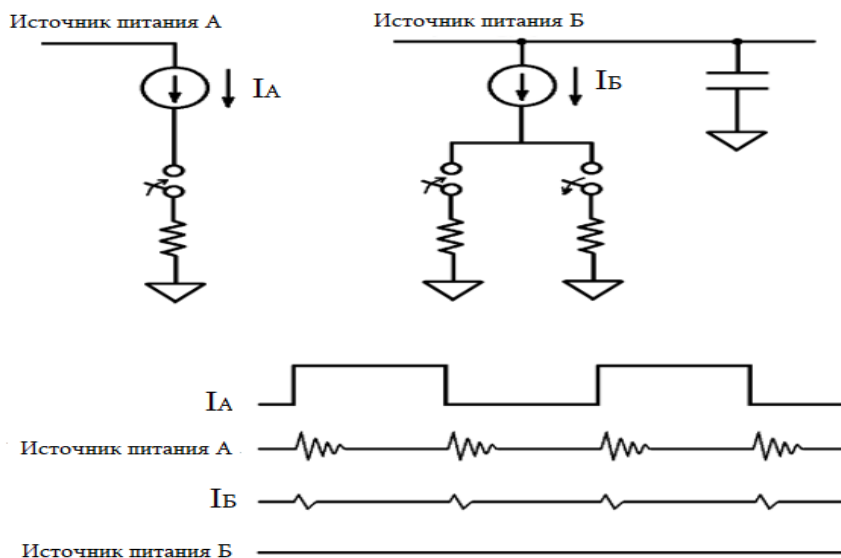 Источник питания А
Источник питания Б
IА
IБ
IА
Источник питания А
IБ
Источник питания Б